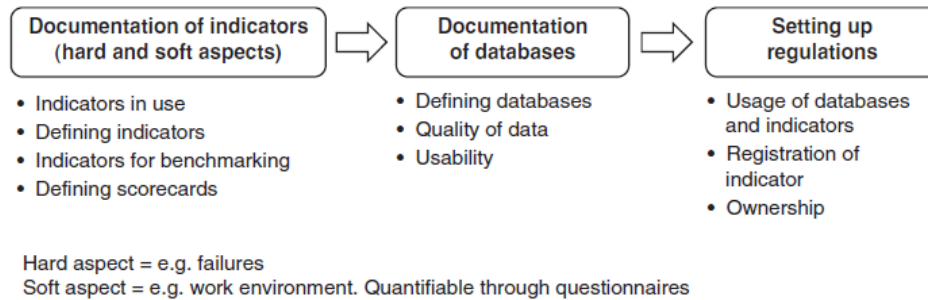 Documentation of indicators
(hard and soft aspects)
• Indicators in use
• Defining indicators
• Indicators for benchmarking
• Defining scorecards
Documentation
of databases
• Defining databases
• Quality of data
• Usability
Setting up
regulations
• Usage of databases
and indicators
• Registration of
indicator
• Ownership
Hard aspect = e.g. failures
Soft aspect = e.g. work environment. Quantifiable through questionnaires